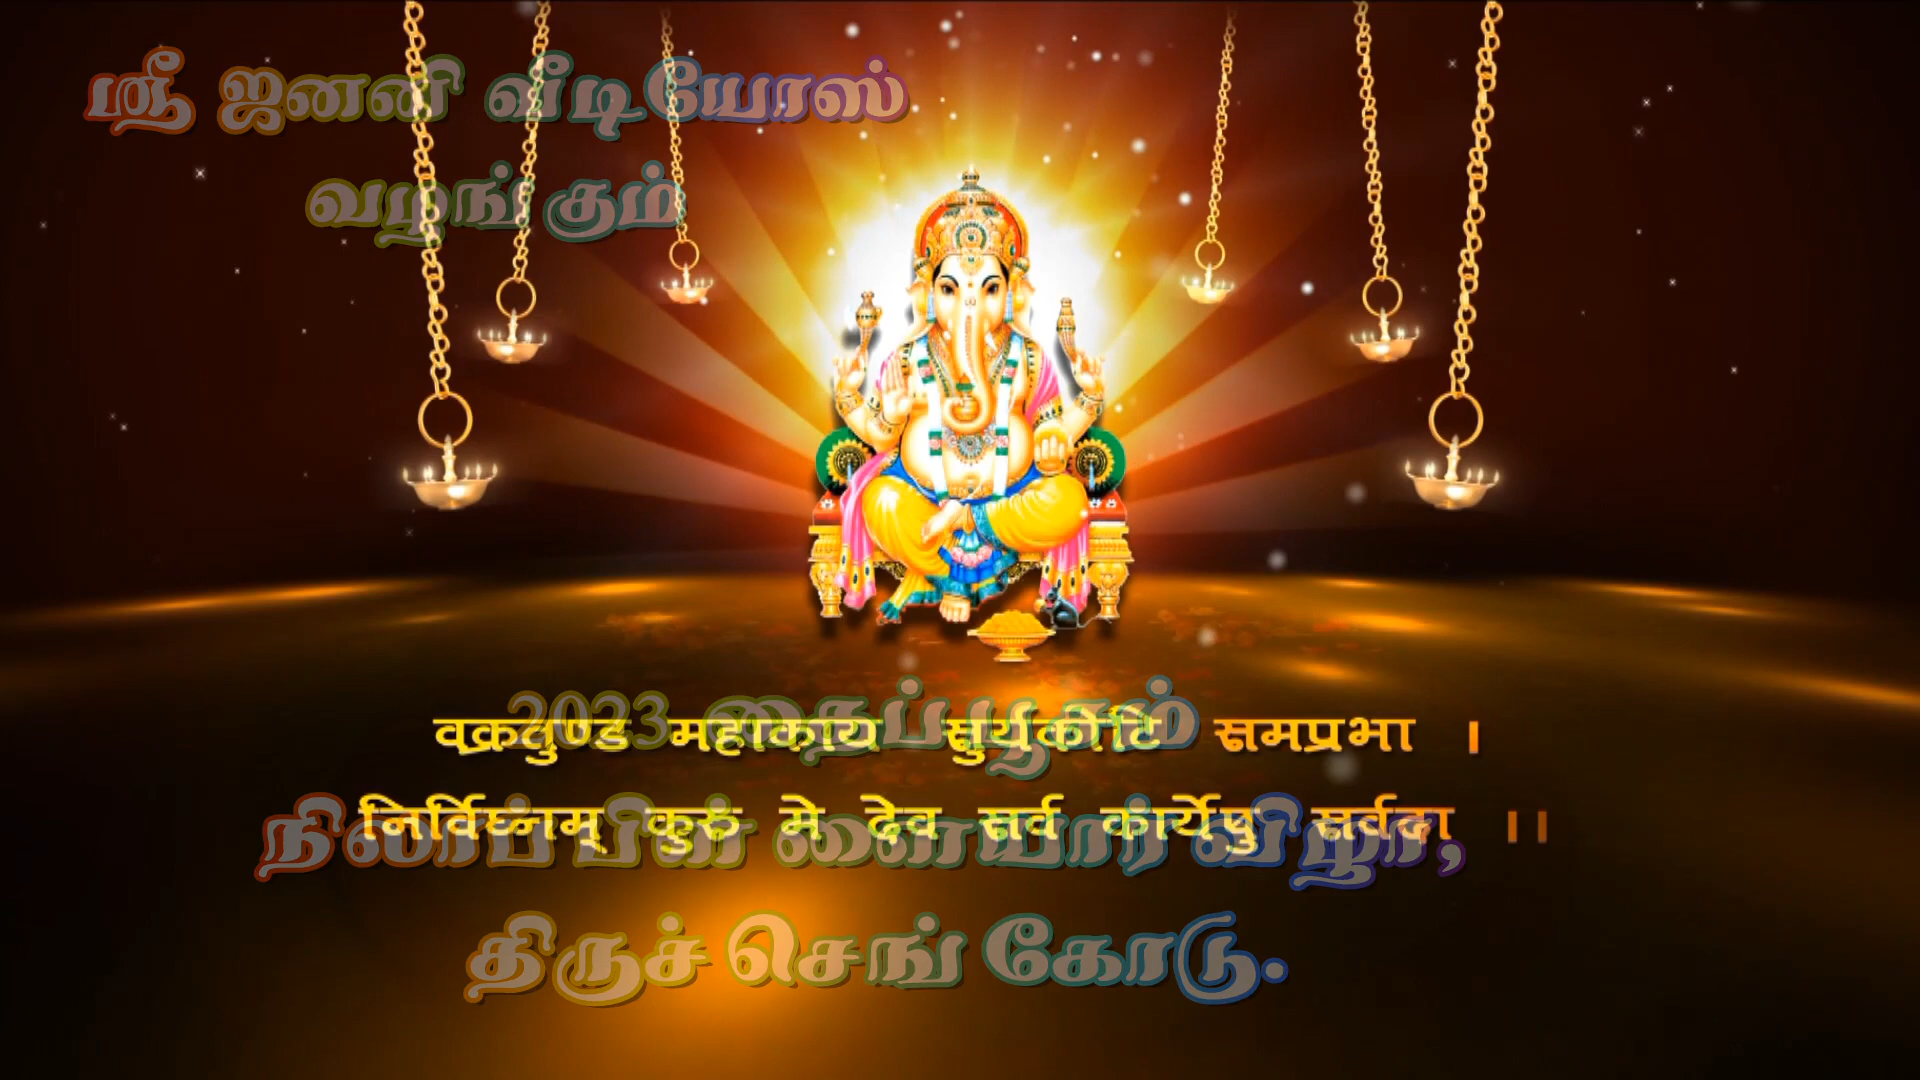 ஸ்ரீ ஜனனி வீடியோஸ்
வழங்கும்
2023 தைப்பூசம்
वक्रतुण्ड महाकाय सुर्यकोटि समप्रभा ।
निर्विघ्नम् कुरु मे देव सर्व कार्येषु सर्वदा ।।
நிலாப்பிள்ளையார் விழா,
திருச்செங்கோடு.